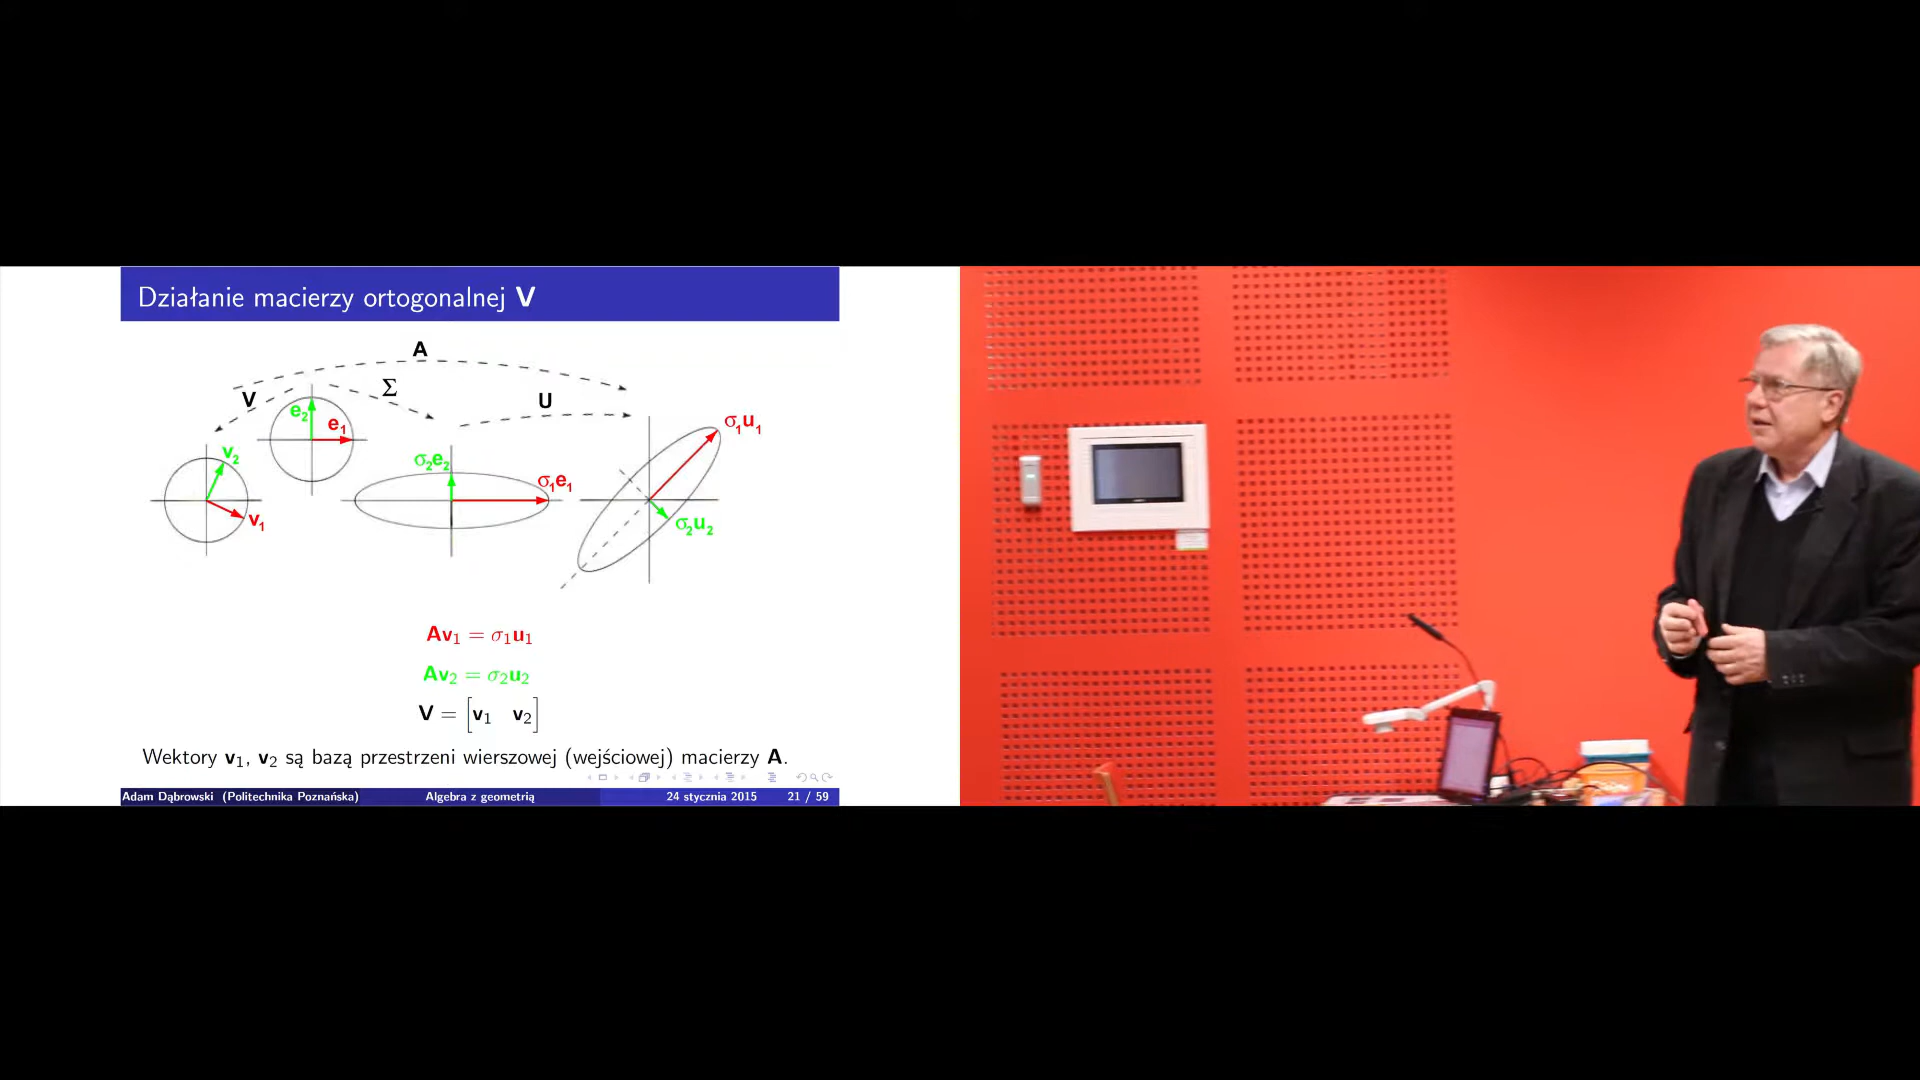 Działanie macierzy ortogonalnej V
A
V
Σ
U
e₂
e₁
v₂
v₁
σ₂e₂
σ₁e₁
σ₁u₁
σ₂u₂
Av₁ = σ₁u₁
Av₂ = σ₂u₂
V = [v₁ v₂]
Wektory v₁, v₂ są bazą przestrzeni wierszowej (wejściowej) macierzy A.
Adam Dąbrowski (Politechnika Poznańska) Algebra z geometrią 24 stycznia 2015 21 / 59